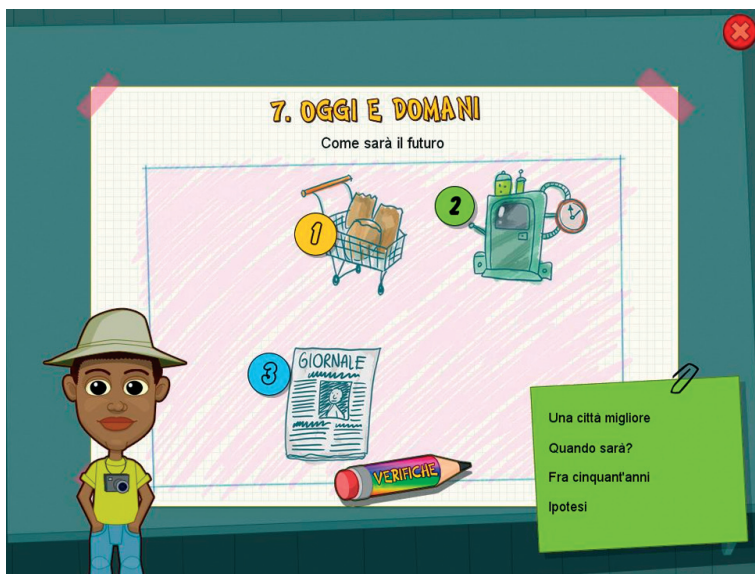 7. OGGI E DOMANI
Come sarà il futuro
1
2
3
GIORNALE
VERIFICHE
Una città migliore
Quando sarà?
Fra cinquant'anni
Ipotesi